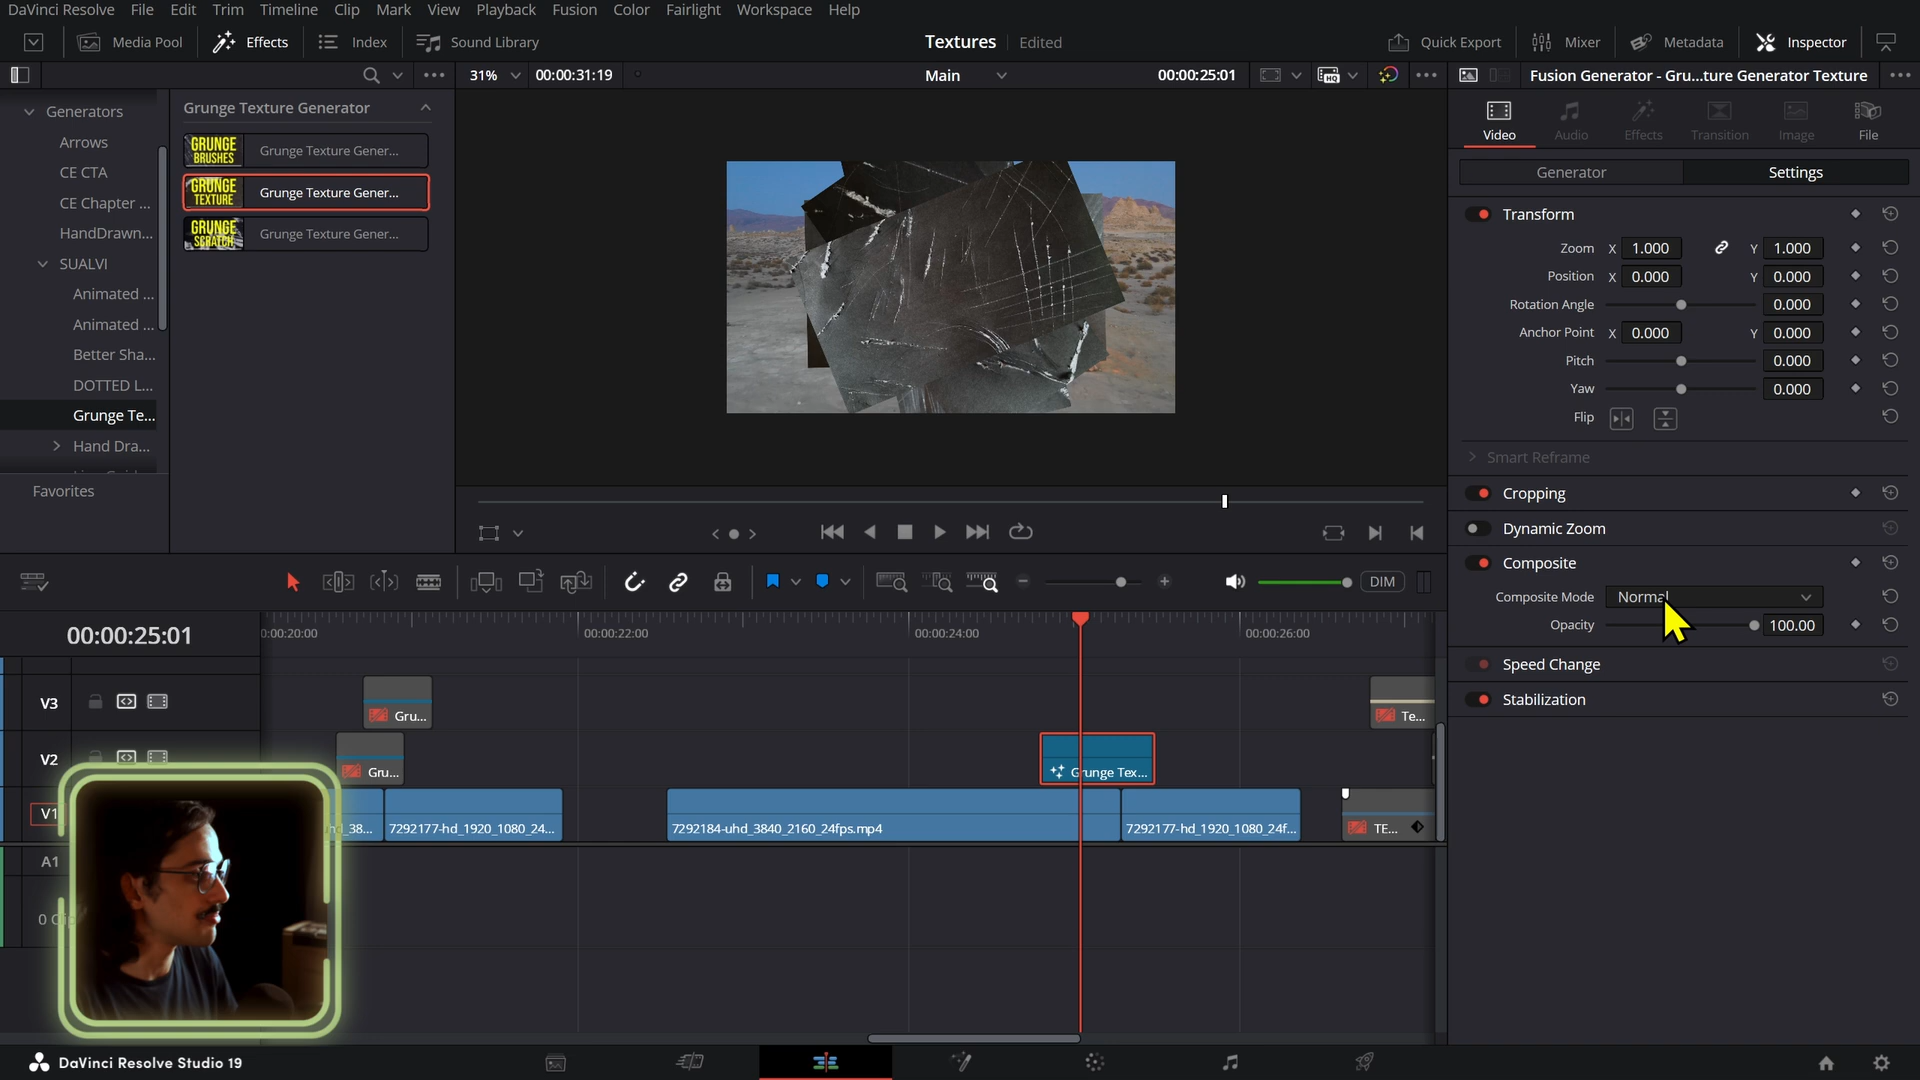 DaVinci Resolve File Edit Trim Timeline Clip Mark View Playback Fusion Color Fairlight Workspace Help
Media Pool Effects Index Sound Library Textures Edited Quick Export Mixer Metadata Inspector
31% 00:00:31:19 Main 00:00:25:01 Fusion Generator - Gru...ture Generator Texture
Generators
Arrows
CE CTA
CE Chapter ...
HandDrawn...
SUALVI
Animated ...
Animated ...
Better Sha...
DOTTED L...
Grunge Te...
Hand Dra...
Favorites
Grunge Texture Generator
GRUNGE BRUSHES Grunge Texture Gener...
GRUNGE TEXTURE Grunge Texture Gener...
GRUNGE SCRATCH Grunge Texture Gener...
Video Audio Effects Transition Image File
Generator Settings
Transform
Zoom X 1.000 Y 1.000
Position X 0.000 Y 0.000
Rotation Angle 0.000
Anchor Point X 0.000 Y 0.000
Pitch 0.000
Yaw 0.000
Flip
Smart Reframe
Cropping
Dynamic Zoom
Composite
Composite Mode Normal
Opacity 100.00
Speed Change
Stabilization
DIM
00:00:25:01
0:00:20:00 00:00:22:00 00:00:24:00 00:00:26:00
V3 Gru... Te...
V2 Gru... Grunge Tex...
V1 hd_38... 7292177-hd_1920_1080_24... 7292184-uhd_3840_2160_24fps.mp4 7292177-hd_1920_1080_24f... TE...
A1
DaVinci Resolve Studio 19